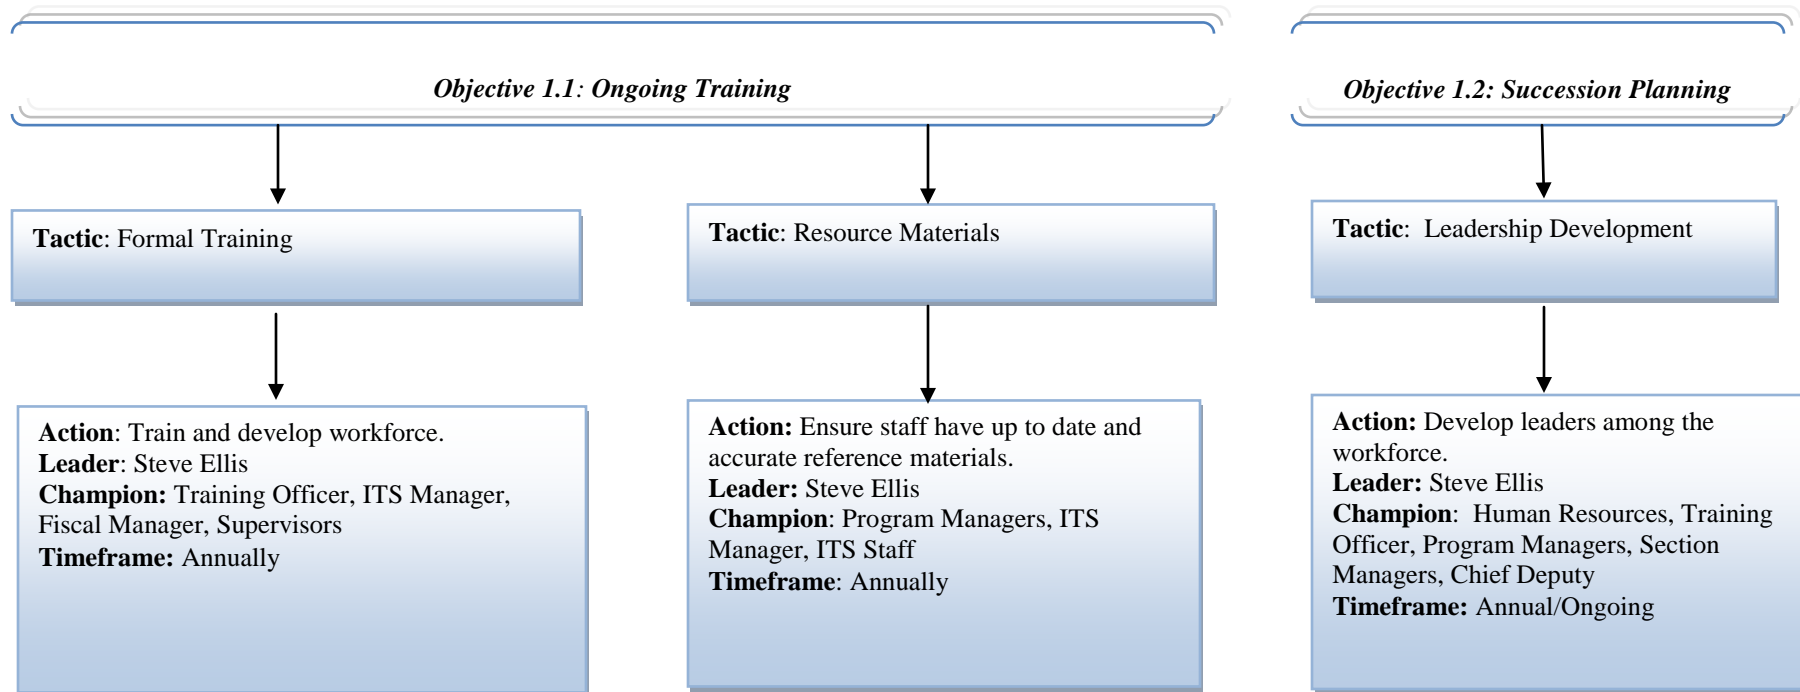 Objective 1.1: Ongoing Training
Objective 1.2: Succession Planning
Tactic: Formal Training
Tactic: Resource Materials
Tactic:  Leadership Development
Action: Train and develop workforce.
Leader: Steve Ellis
Champion: Training Officer, ITS Manager,
Fiscal Manager, Supervisors
Timeframe: Annually
Action: Ensure staff have up to date and
accurate reference materials.
Leader: Steve Ellis
Champion: Program Managers, ITS
Manager, ITS Staff
Timeframe: Annually
Action: Develop leaders among the
workforce.
Leader: Steve Ellis
Champion:  Human Resources, Training
Officer, Program Managers, Section
Managers, Chief Deputy
Timeframe: Annual/Ongoing